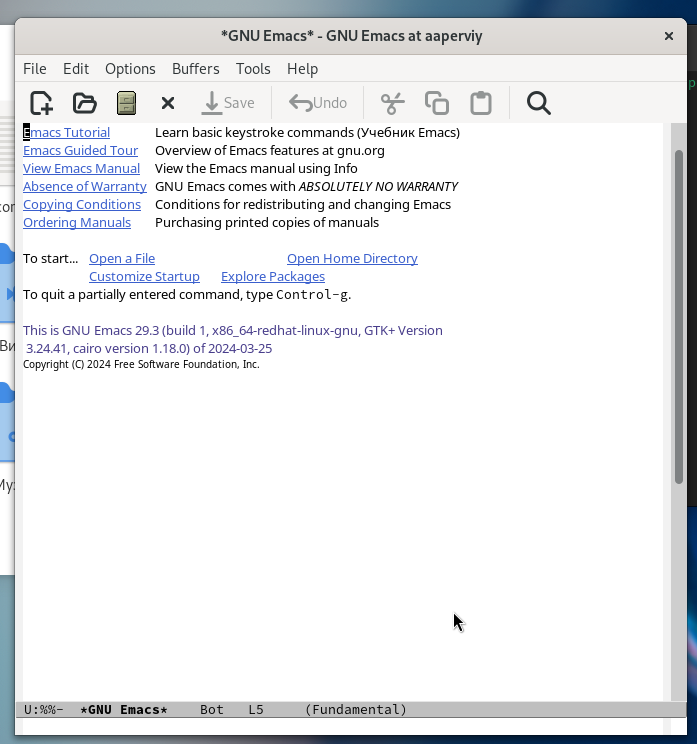 *GNU Emacs* - GNU Emacs at aaperviy
File Edit Options Buffers Tools Help
Save Undo
Emacs Tutorial Learn basic keystroke commands (Учебник Emacs)
Emacs Guided Tour Overview of Emacs features at gnu.org
View Emacs Manual View the Emacs manual using Info
Absence of Warranty GNU Emacs comes with ABSOLUTELY NO WARRANTY
Copying Conditions Conditions for redistributing and changing Emacs
Ordering Manuals Purchasing printed copies of manuals
To start... Open a File Open Home Directory
Customize Startup Explore Packages
To quit a partially entered command, type Control-g.
This is GNU Emacs 29.3 (build 1, x86_64-redhat-linux-gnu, GTK+ Version
3.24.41, cairo version 1.18.0) of 2024-03-25
Copyright (C) 2024 Free Software Foundation, Inc.
U:%%- *GNU Emacs* Bot L5 (Fundamental)